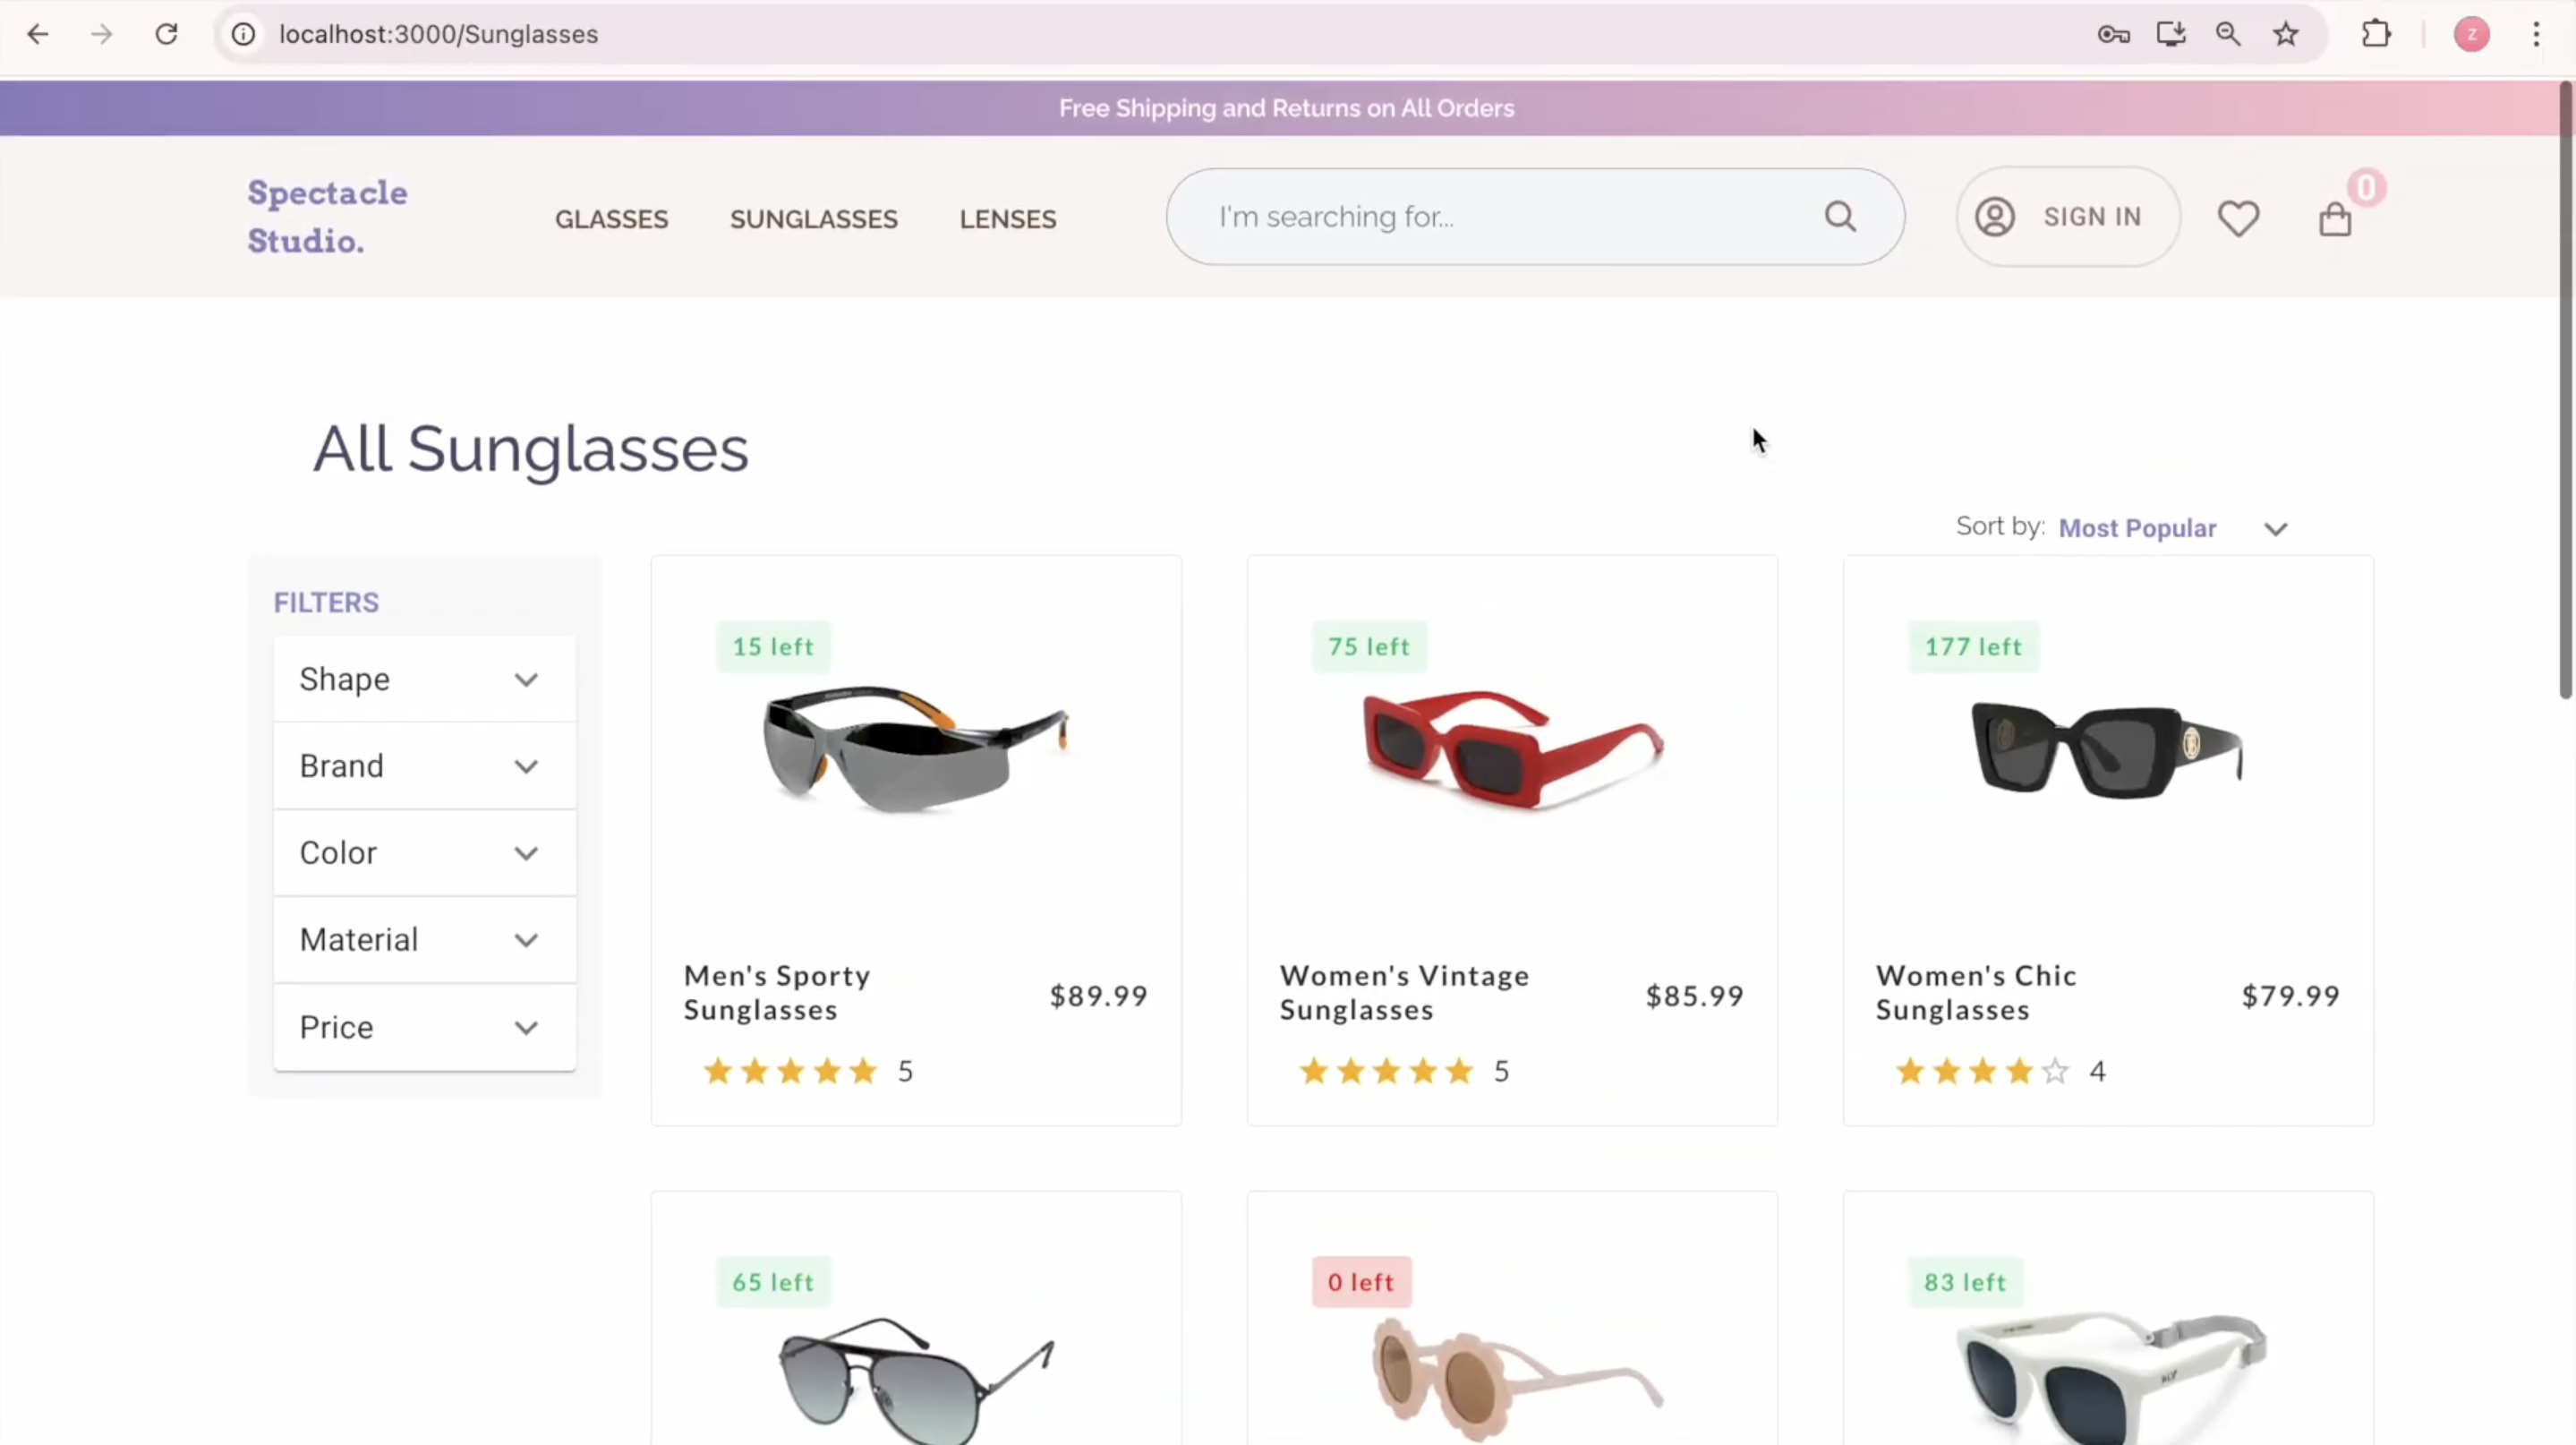 localhost:3000/Sunglasses
Z
Free Shipping and Returns on All Orders
Spectacle
Studio.
GLASSES
SUNGLASSES
LENSES
I'm searching for...
SIGN IN
0
All Sunglasses
Sort by: Most Popular
FILTERS
Shape
Brand
Color
Material
Price
15 left
Men's Sporty
Sunglasses
$89.99
5
75 left
Women's Vintage
Sunglasses
$85.99
5
177 left
Women's Chic
Sunglasses
$79.99
4
65 left
0 left
83 left